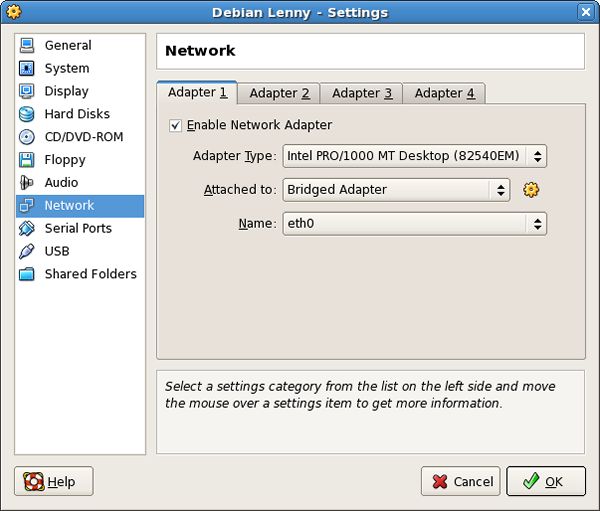 Debian Lenny - Settings
General
System
Display
Hard Disks
CD/DVD-ROM
Floppy
Audio
Network
Serial Ports
USB
Shared Folders
Network
Adapter 1 Adapter 2 Adapter 3 Adapter 4
Enable Network Adapter
Adapter Type: Intel PRO/1000 MT Desktop (82540EM)
Attached to: Bridged Adapter
Name: eth0
Select a settings category from the list on the left side and move
the mouse over a settings item to get more information.
Help Cancel OK